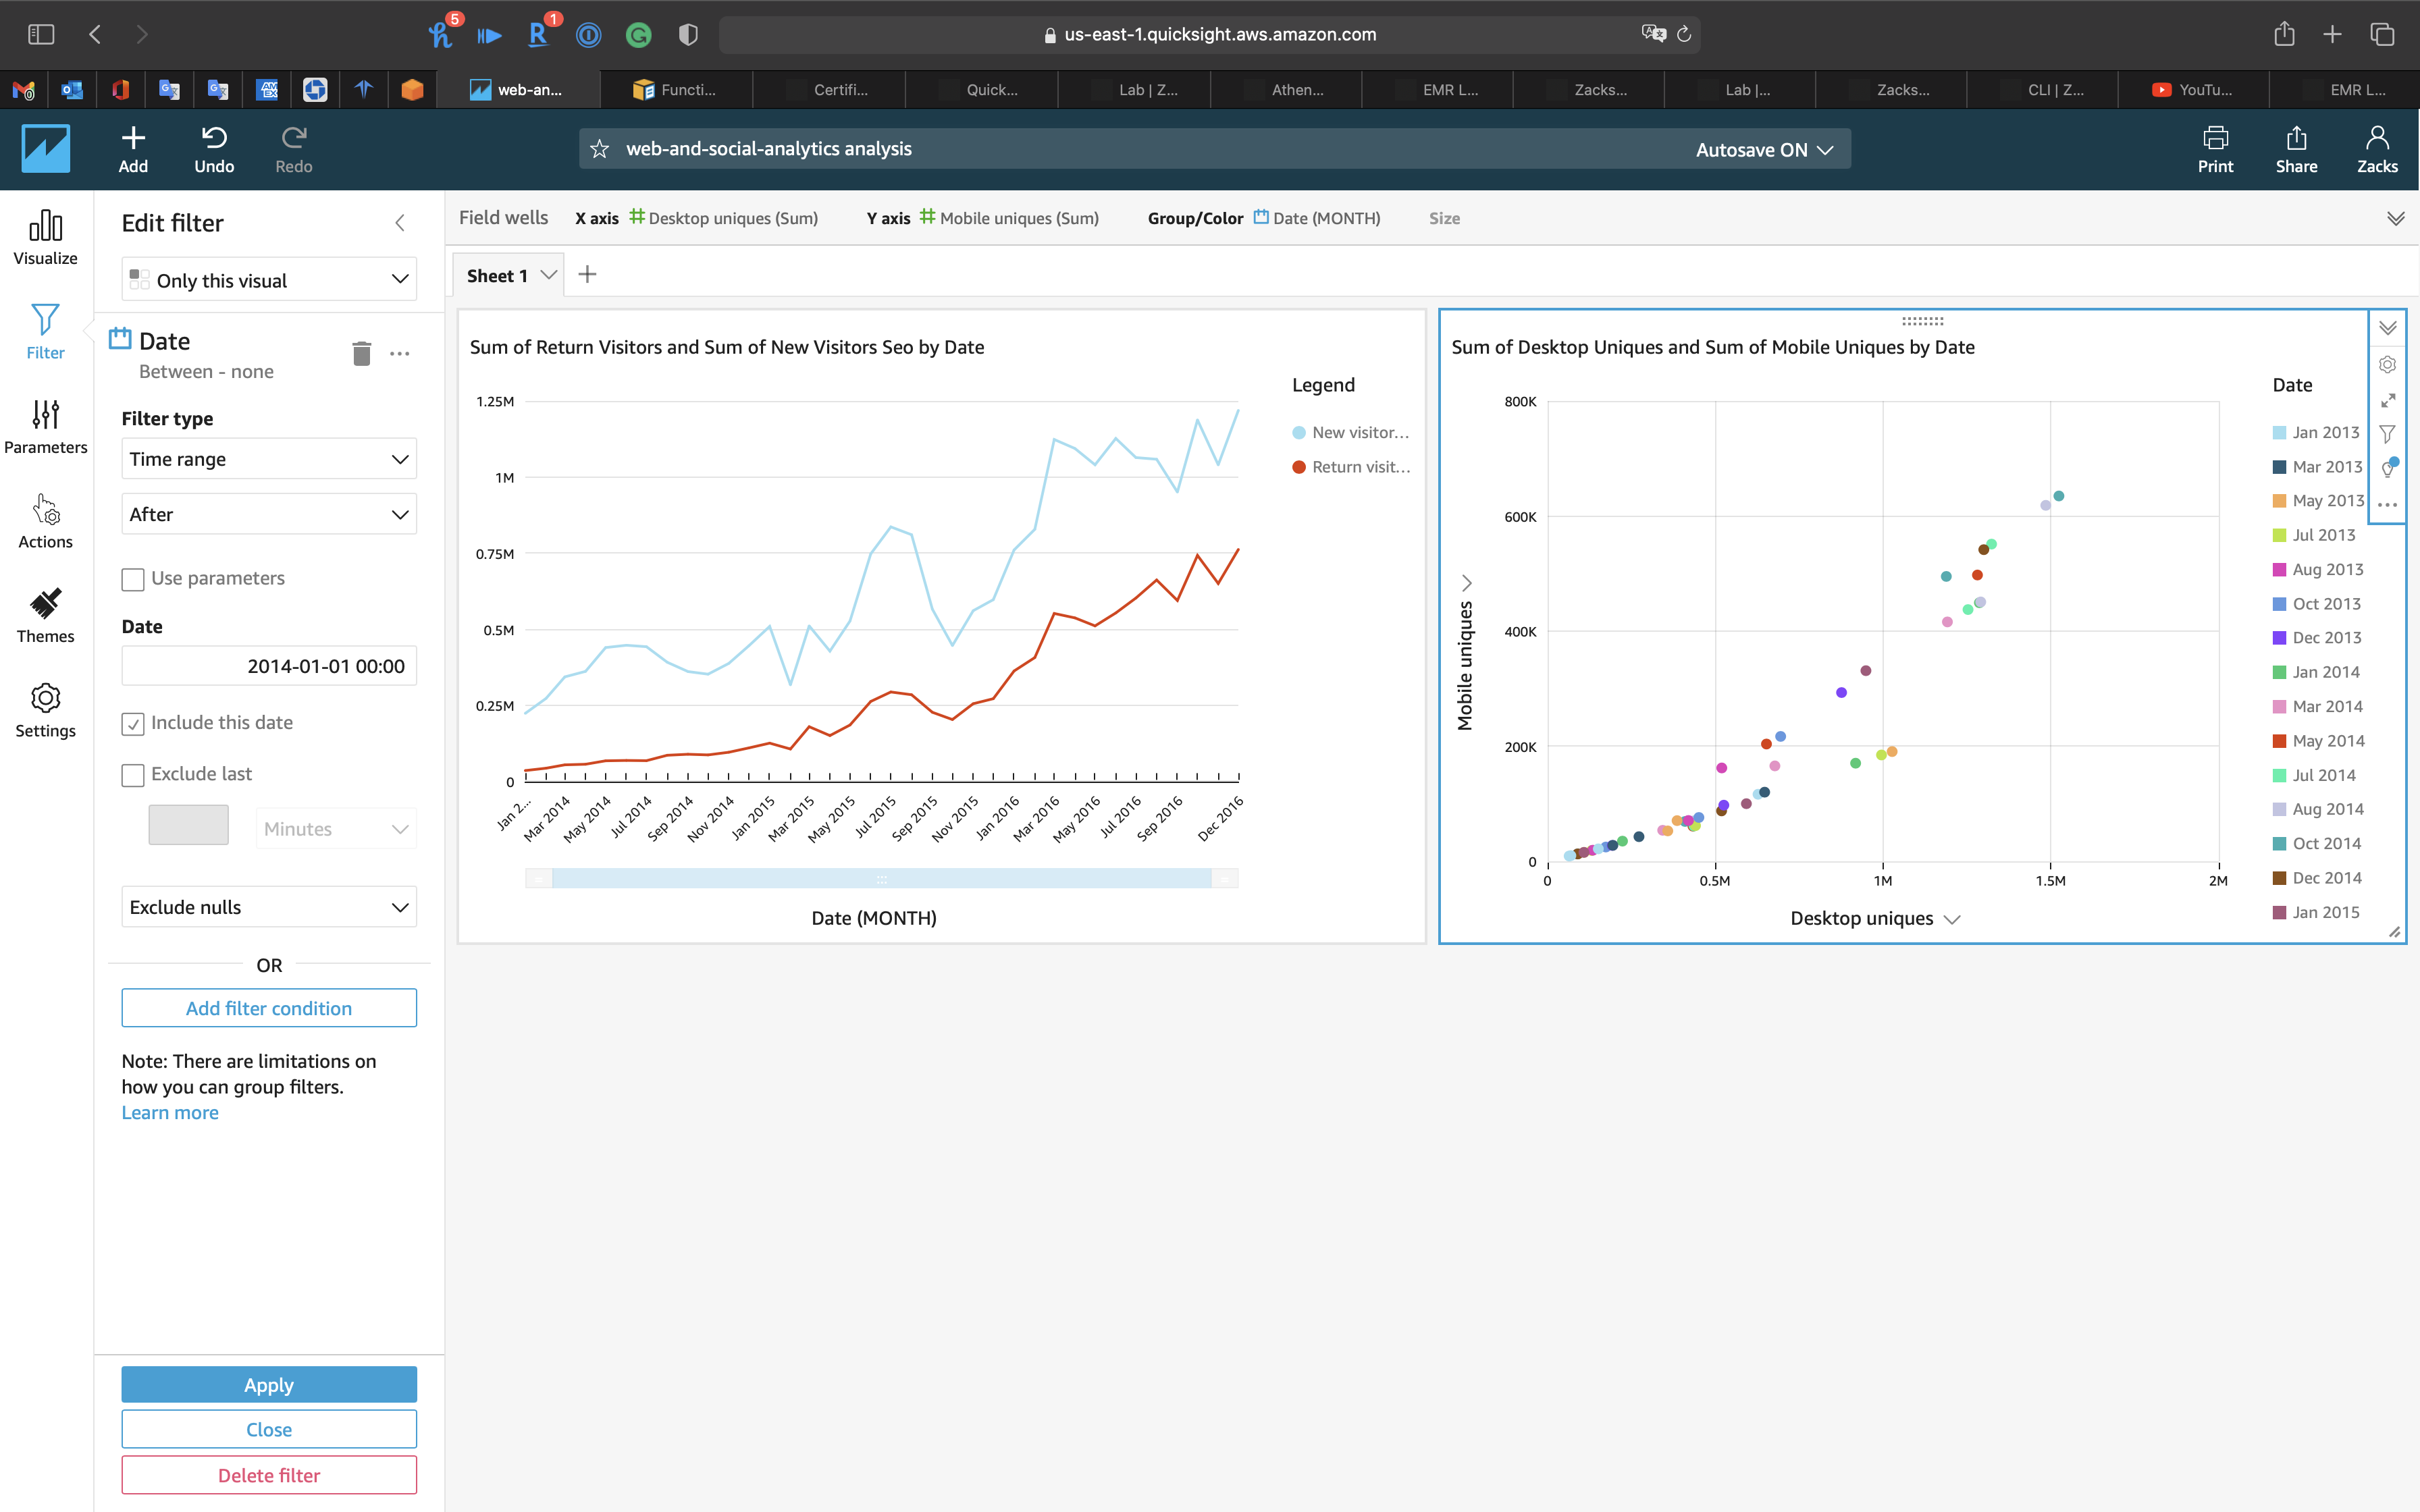 5
1
us-east-1.quicksight.aws.amazon.com
web-an...
Functi...
Certifi...
Quick...
Lab | Z...
Athen...
EMR L...
Zacks...
Lab |...
Zacks...
CLI | Z...
YouTu...
EMR L...
Add
Undo
Redo
web-and-social-analytics analysis
Autosave ON
Print
Share
Zacks
Visualize
Filter
Parameters
Actions
Themes
Settings
Edit filter
Only this visual
Date
Between - none
Filter type
Time range
After
Use parameters
Date
2014-01-01 00:00
Include this date
Exclude last
Minutes
Exclude nulls
OR
Add filter condition
Note: There are limitations on
how you can group filters.
Learn more
Apply
Close
Delete filter
Field wells X axis Desktop uniques (Sum) Y axis Mobile uniques (Sum) Group/Color Date (MONTH) Size
Sheet 1
Sum of Return Visitors and Sum of New Visitors Seo by Date
1.25M
1M
0.75M
0.5M
0.25M
0
Jan 2...
Mar 2014
May 2014
Jul 2014
Sep 2014
Nov 2014
Jan 2015
Mar 2015
May 2015
Jul 2015
Sep 2015
Nov 2015
Jan 2016
Mar 2016
May 2016
Jul 2016
Sep 2016
Dec 2016
Date (MONTH)
Legend
New visitor...
Return visit...
Sum of Desktop Uniques and Sum of Mobile Uniques by Date
Mobile uniques
800K
600K
400K
200K
0
0
0.5M
1M
1.5M
2M
Desktop uniques
Date
Jan 2013
Mar 2013
May 2013
Jul 2013
Aug 2013
Oct 2013
Dec 2013
Jan 2014
Mar 2014
May 2014
Jul 2014
Aug 2014
Oct 2014
Dec 2014
Jan 2015